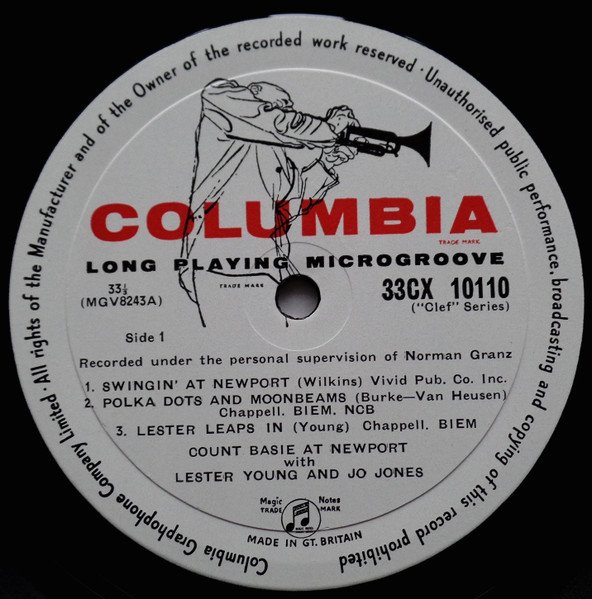 All rights of the Manufacturer and of the Owner of the recorded work reserved · Unauthorised public performance, broadcasting and copying of this record prohibited
Columbia Graphophone Company Limited ·
COLUMBIA
TRADE MARK
LONG PLAYING MICROGROOVE
TRADE MARK
33⅓
(MGV8243A)
33CX 10110
("Clef" Series)
Side 1
Recorded under the personal supervision of Norman Granz
1. SWINGIN' AT NEWPORT (Wilkins) Vivid Pub. Co. Inc.
2. POLKA DOTS AND MOONBEAMS (Burke—Van Heusen)
Chappell. BIEM, NCB
3. LESTER LEAPS IN (Young) Chappell. BIEM
COUNT BASIE AT NEWPORT
with
LESTER YOUNG AND JO JONES
Magic Notes
TRADE MARK
MADE IN GT. BRITAIN